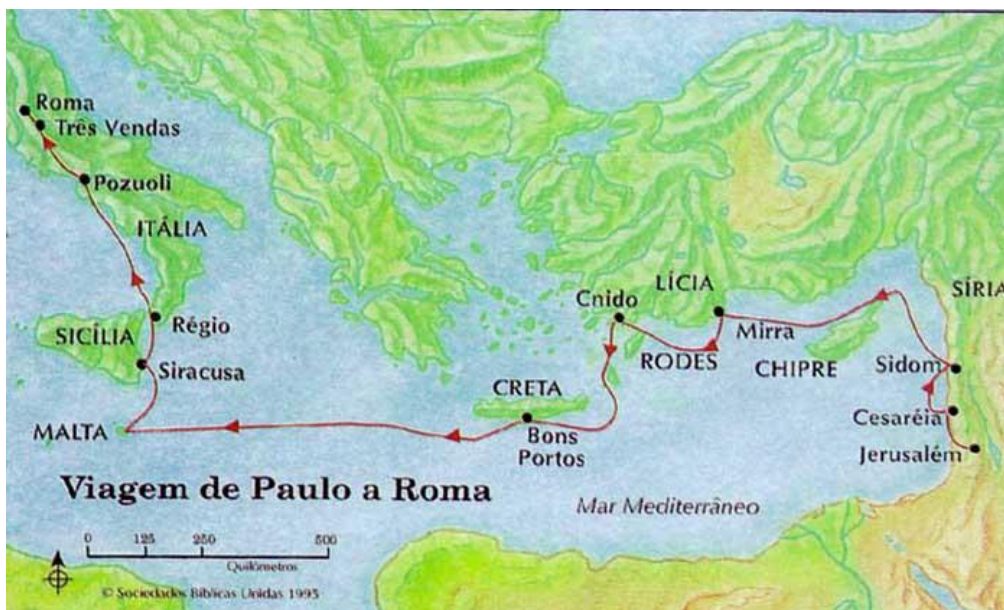 Roma
Três Vendas
Pozuoli
ITÁLIA
LÍCIA
SÍRIA
Cnido
SICÍLIA
Régio
Mirra
RODES
CHIPRE
Sidom
Siracusa
CRETA
Cesaréia
MALTA
Bons
Portos
Jerusalém
Viagem de Paulo a Roma
Mar Mediterrâneo
0 125 250 500
Quilômetros
© Sociedados Bíblicas Unidas 1995